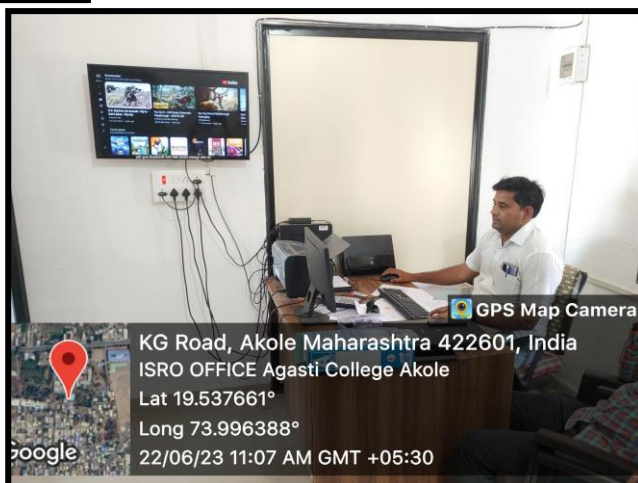 YouTube
GPS Map Camera
KG Road, Akole Maharashtra 422601, India
ISRO OFFICE Agasti College Akole
Lat 19.537661°
Long 73.996388°
22/06/23 11:07 AM GMT +05:30
Google